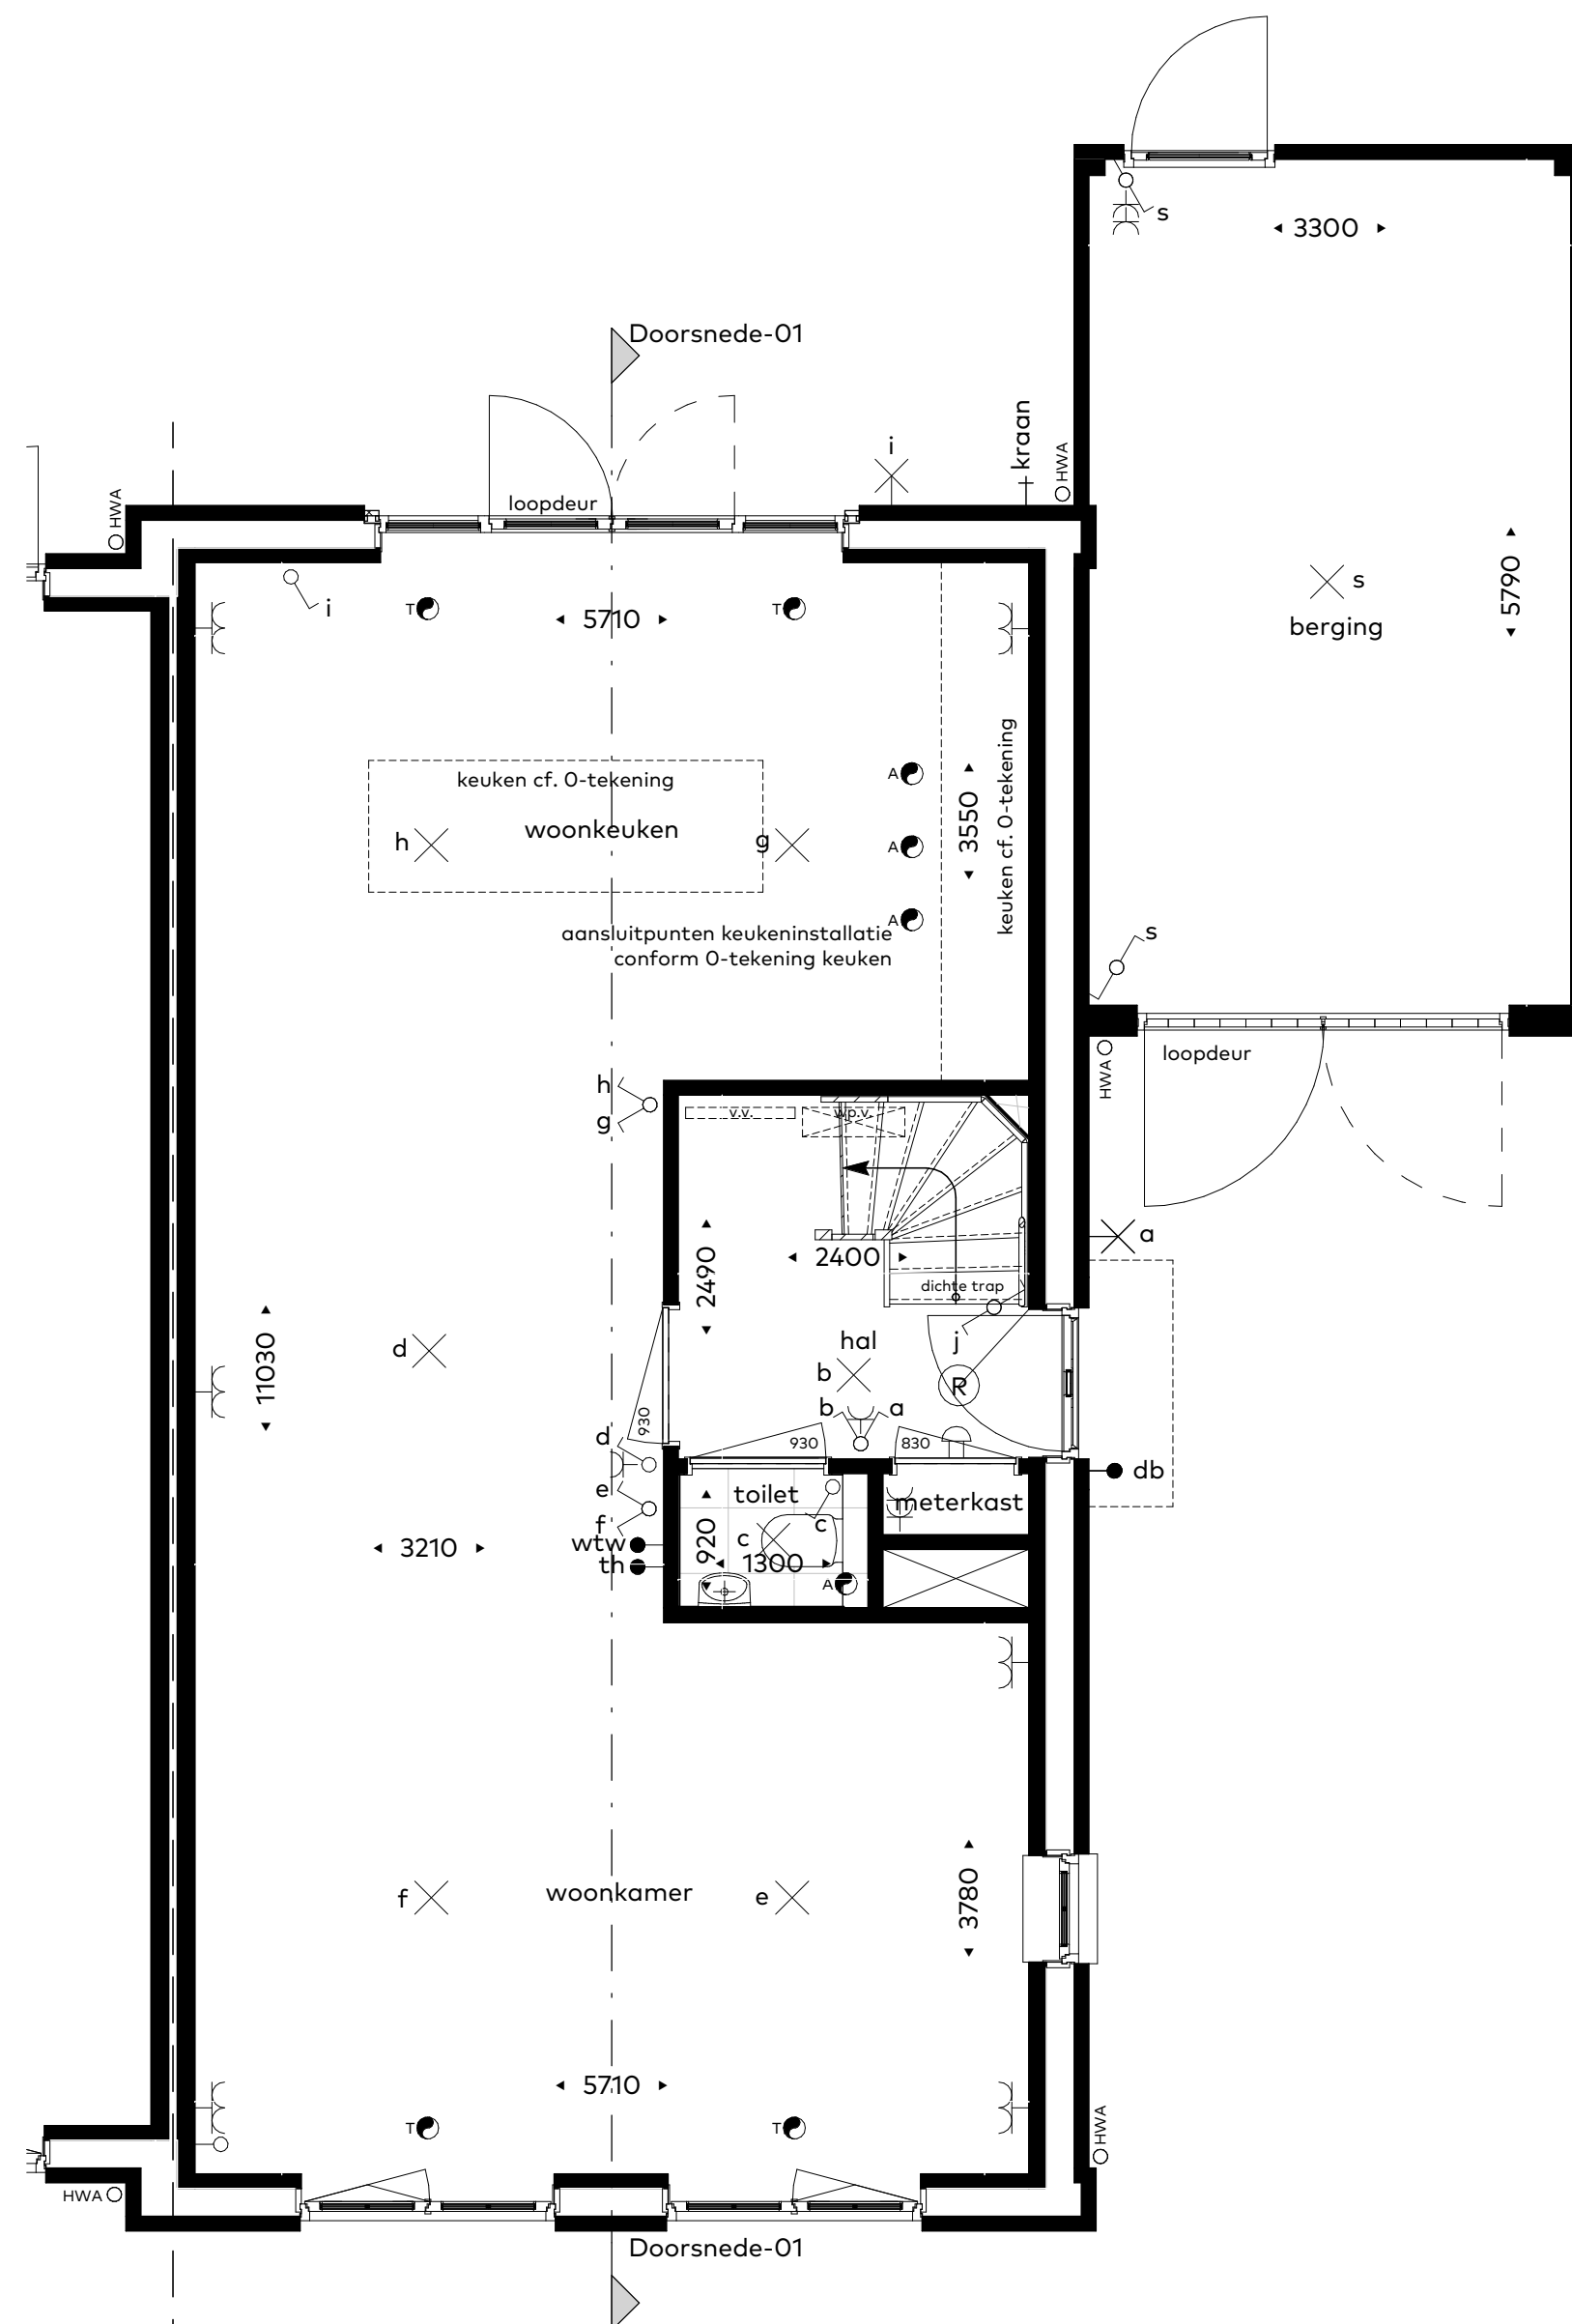 s
3300
Doorsnede-01
kraan
HWA
i
HWA
loopdeur
i
T
5710
T
5790
s
berging
keuken cf. 0-tekening
woonkeuken
h
g
A
A
A
3550
keuken cf. 0-tekening
aansluitpunten keukeninstallatie
conform 0-tekening keuken
s
loopdeur
HWA
h
g
v.v.
wp.v.
a
2490
2400
dichte trap
j
hal
b
R
11030
d
b
a
930
930
830
d
e
f
wtw
th
db
toilet
meterkast
c
c
920
1300
A
3210
f
woonkamer
e
3780
5710
T
T
HWA
HWA
Doorsnede-01